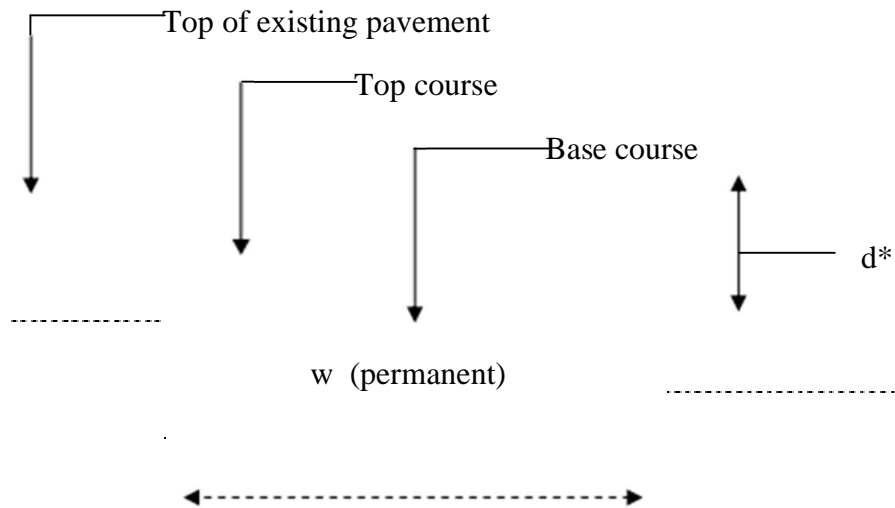 Top of existing pavement
Top course
Base course
d*
w (permanent)